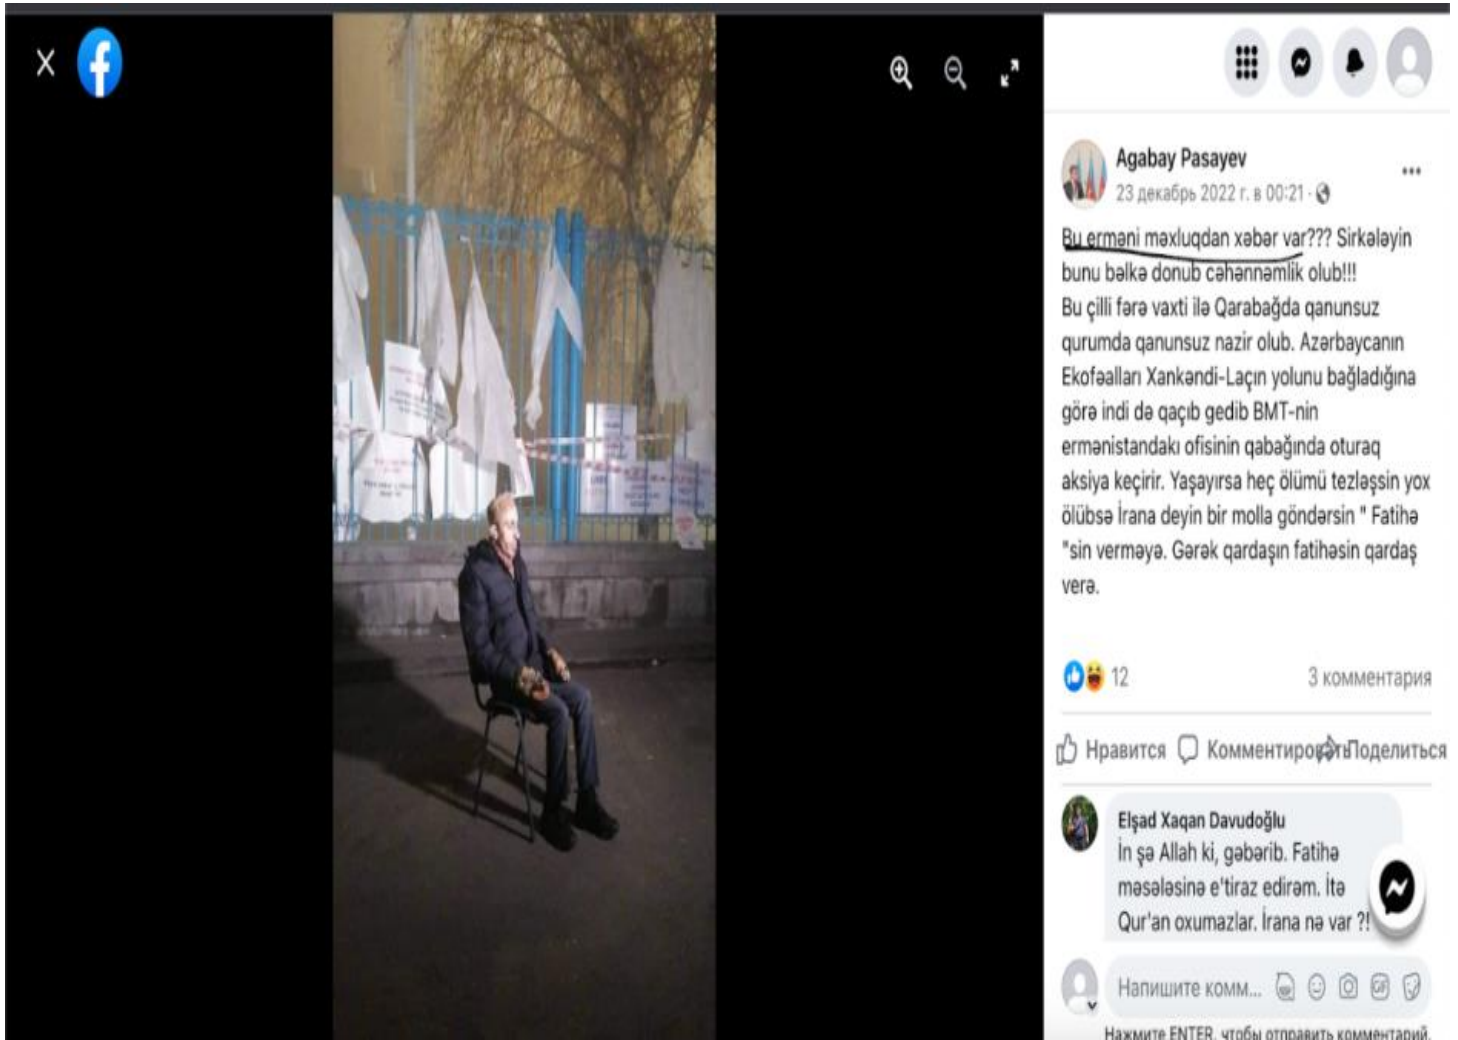 Agabay Pasayev
23 декабрь 2022 г. в 00:21 ·
Bu erməni məxluqdan xəbər var??? Sirkələyin
bunu bəlkə donub cəhənnəmlik olub!!!
Bu çilli fərə vaxti ilə Qarabağda qanunsuz
qurumda qanunsuz nazir olub. Azərbaycanın
Ekofəalları Xankəndi-Laçın yolunu bağladığına
görə indi də qaçıb gedib BMT-nin
ermənistandakı ofisinin qabağında oturaq
aksiya keçirir. Yaşayırsa heç ölümü tezləşsin yox
ölübsə İrana deyin bir molla göndərsin " Fatihə
"sin verməyə. Gərək qardaşın fatihəsin qardaş
verə.
12
3 комментария
Нравится
Комментировать
Поделиться
Elşad Xaqan Davudoğlu
İn şə Allah ki, gəbərib. Fatihə
məsələsinə e'tiraz edirəm. İtə
Qur'an oxumazlar. İrana nə var ?!
Напишите комм...
GIF
Нажмите ENTER, чтобы отправить комментарий.